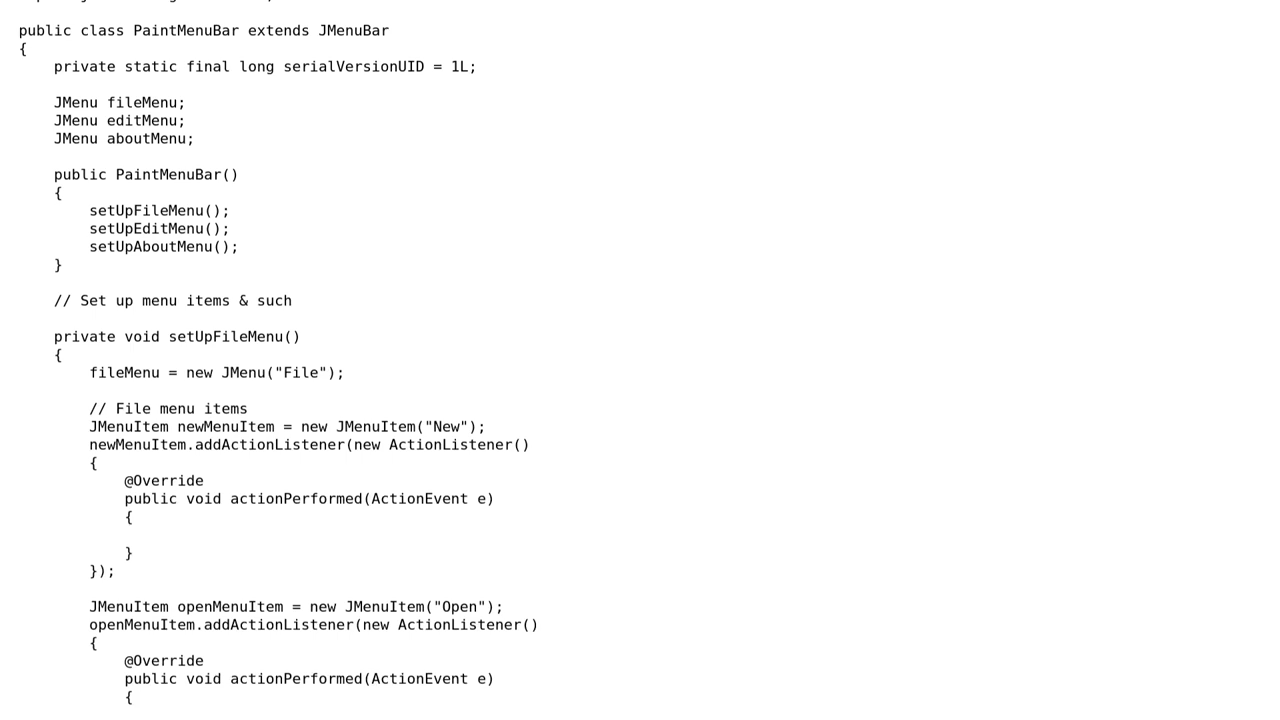 public class PaintMenuBar extends JMenuBar
{
    private static final long serialVersionUID = 1L;

    JMenu fileMenu;
    JMenu editMenu;
    JMenu aboutMenu;

    public PaintMenuBar()
    {
        setUpFileMenu();
        setUpEditMenu();
        setUpAboutMenu();
    }

    // Set up menu items & such

    private void setUpFileMenu()
    {
        fileMenu = new JMenu("File");

        // File menu items
        JMenuItem newMenuItem = new JMenuItem("New");
        newMenuItem.addActionListener(new ActionListener()
        {
            @Override
            public void actionPerformed(ActionEvent e)
            {

            }
        });

        JMenuItem openMenuItem = new JMenuItem("Open");
        openMenuItem.addActionListener(new ActionListener()
        {
            @Override
            public void actionPerformed(ActionEvent e)
            {